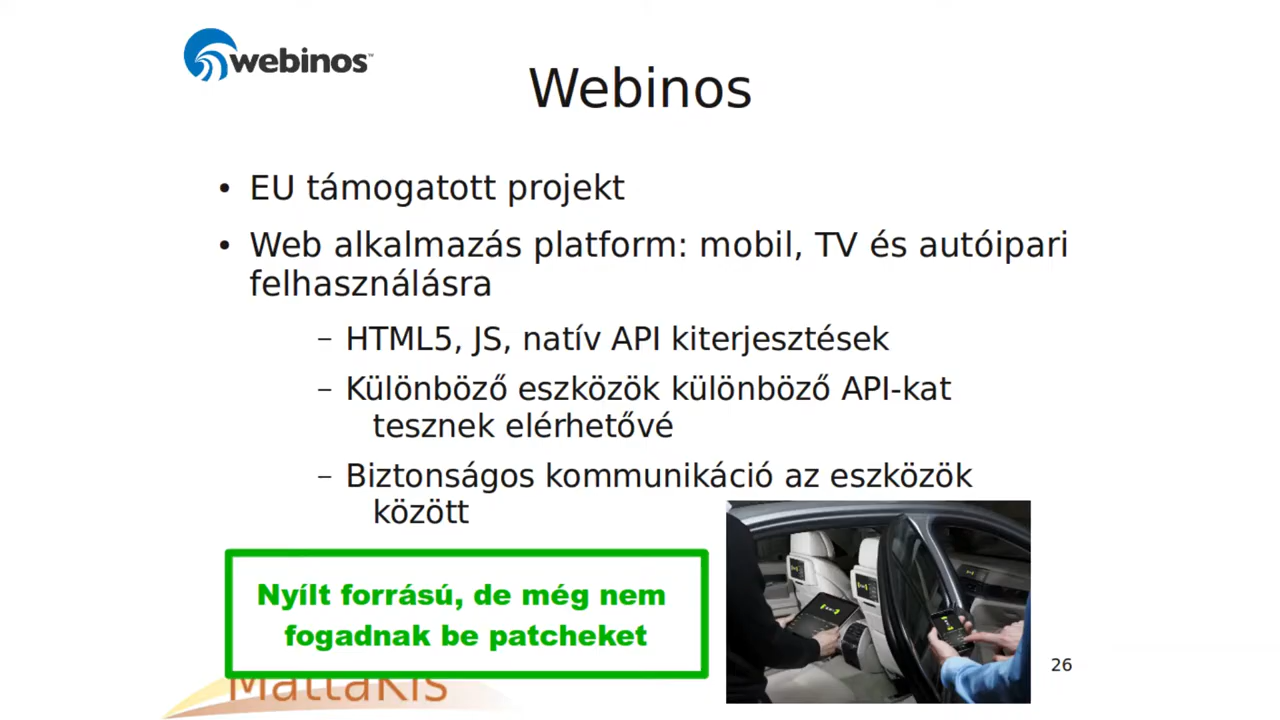 webinos™
Webinos
• EU támogatott projekt
• Web alkalmazás platform: mobil, TV és autóipari
felhasználásra
– HTML5, JS, natív API kiterjesztések
– Különböző eszközök különböző API-kat
tesznek elérhetővé
– Biztonságos kommunikáció az eszközök
között
Nyílt forrású, de még nem
fogadnak be patcheket
26
MattaKis